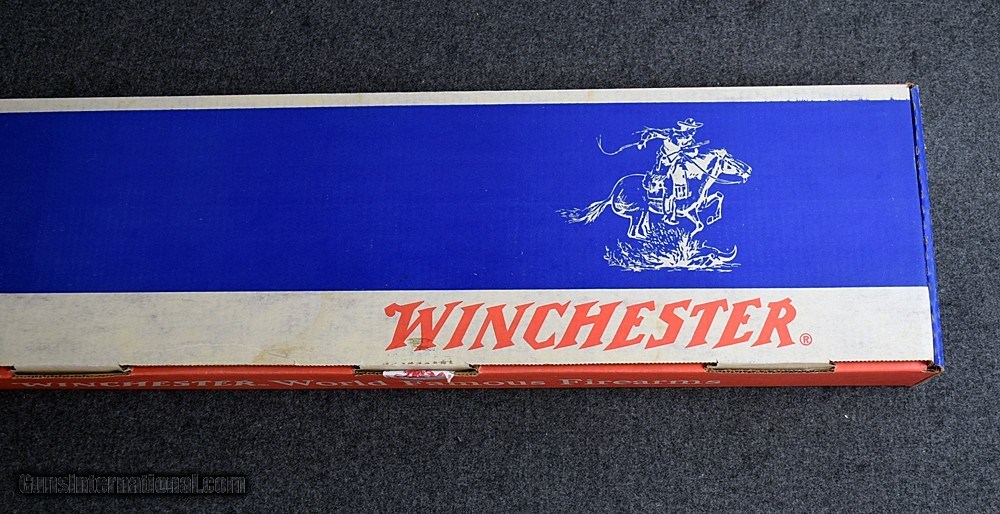 WINCHESTER®
WINCHESTER® World Famous Firearms
GunsInternational.com